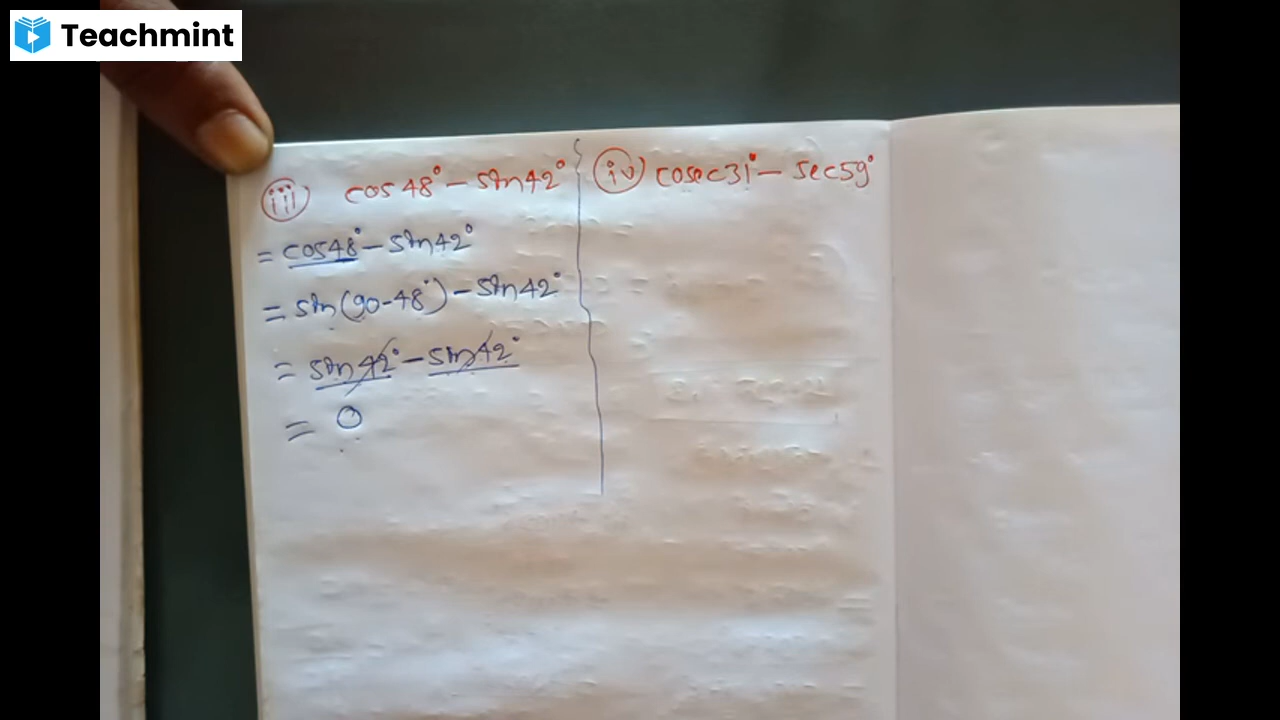 Teachmint
iii) cos 48° - sin 42°
= cos 48° - sin 42°
= sin(90-48°) - sin 42°
= sin 42° - sin 42°
= 0
iv) cosec 31° - sec 59°